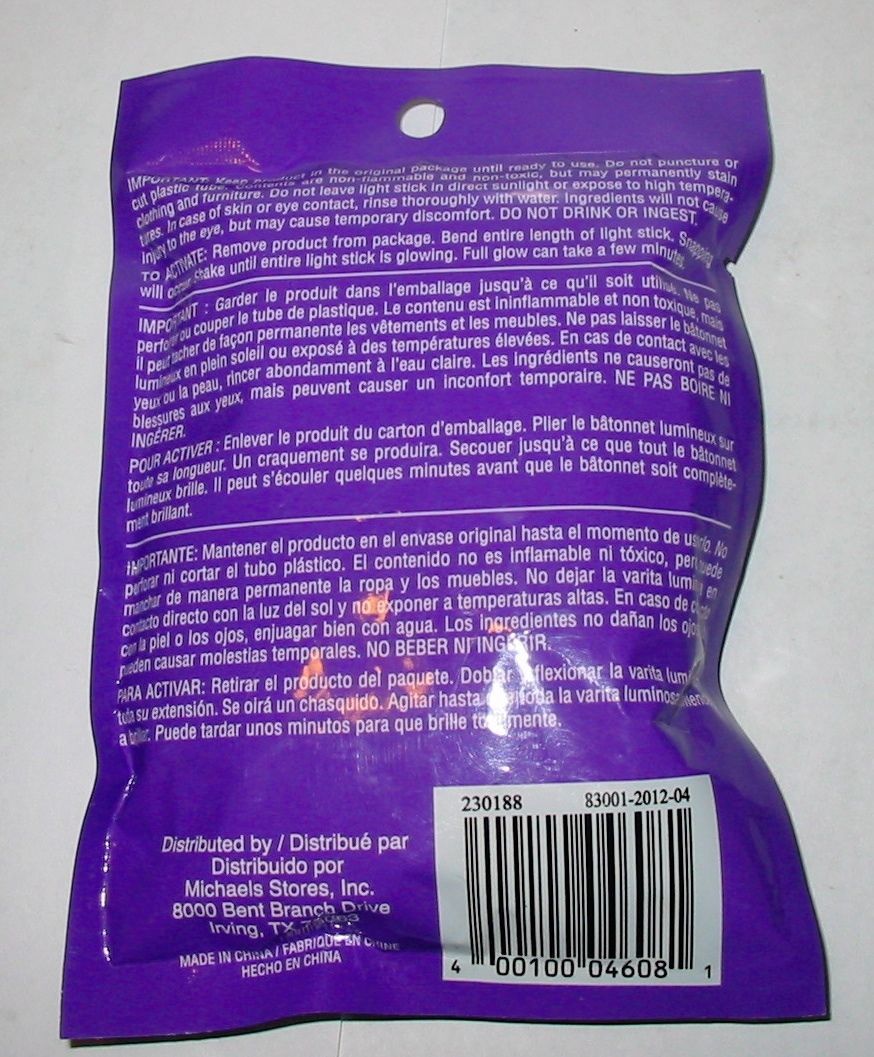 IMPORTANT: Keep product in the original package until ready to use. Do not puncture or
cut plastic tube. Contents are non-flammable and non-toxic, but may permanently stain
clothing and furniture. Do not leave light stick in direct sunlight or expose to high tempera-
tures. In case of skin or eye contact, rinse thoroughly with water. Ingredients will not cause
injury to the eye, but may cause temporary discomfort. DO NOT DRINK OR INGEST.
TO ACTIVATE: Remove product from package. Bend entire length of light stick. Snapping
will occur. Shake until entire light stick is glowing. Full glow can take a few minutes.
IMPORTANT : Garder le produit dans l'emballage jusqu'à ce qu'il soit utilisé. Ne pas
perforer ou couper le tube de plastique. Le contenu est ininflammable et non toxique, mais
il peut tacher de façon permanente les vêtements et les meubles. Ne pas laisser le bâtonnet
lumineux en plein soleil ou exposé à des températures élevées. En cas de contact avec les
yeux ou la peau, rincer abondamment à l'eau claire. Les ingrédients ne causeront pas de
blessures aux yeux, mais peuvent causer un inconfort temporaire. NE PAS BOIRE NI
INGÉRER.
POUR ACTIVER : Enlever le produit du carton d'emballage. Plier le bâtonnet lumineux sur
toute sa longueur. Un craquement se produira. Secouer jusqu'à ce que tout le bâtonnet
lumineux brille. Il peut s'écouler quelques minutes avant que le bâtonnet soit complète-
ment brillant.
IMPORTANTE: Mantener el producto en el envase original hasta el momento de usarlo. No
perforar ni cortar el tubo plástico. El contenido no es inflamable ni tóxico, pero puede
manchar de manera permanente la ropa y los muebles. No dejar la varita lumi en
contacto directo con la luz del sol y no exponer a temperaturas altas. En caso de contacto
con la piel o los ojos, enjuagar bien con agua. Los ingredientes no dañan los ojos
pueden causar molestias temporales. NO BEBER NI INGERIR.
PARA ACTIVAR: Retirar el producto del paquete. Doblar flexionar la varita lum
toda su extensión. Se oirá un chasquido. Agitar hasta toda la varita luminosa
a brillar. Puede tardar unos minutos para que brille totalmente.
230188 83001-2012-04
Distributed by / Distribué par
Distribuido por
Michaels Stores, Inc.
8000 Bent Branch Drive
Irving, TX
MADE IN CHINA / FABRIQUÉ EN CHINE
HECHO EN CHINA
4 00100 04608 1